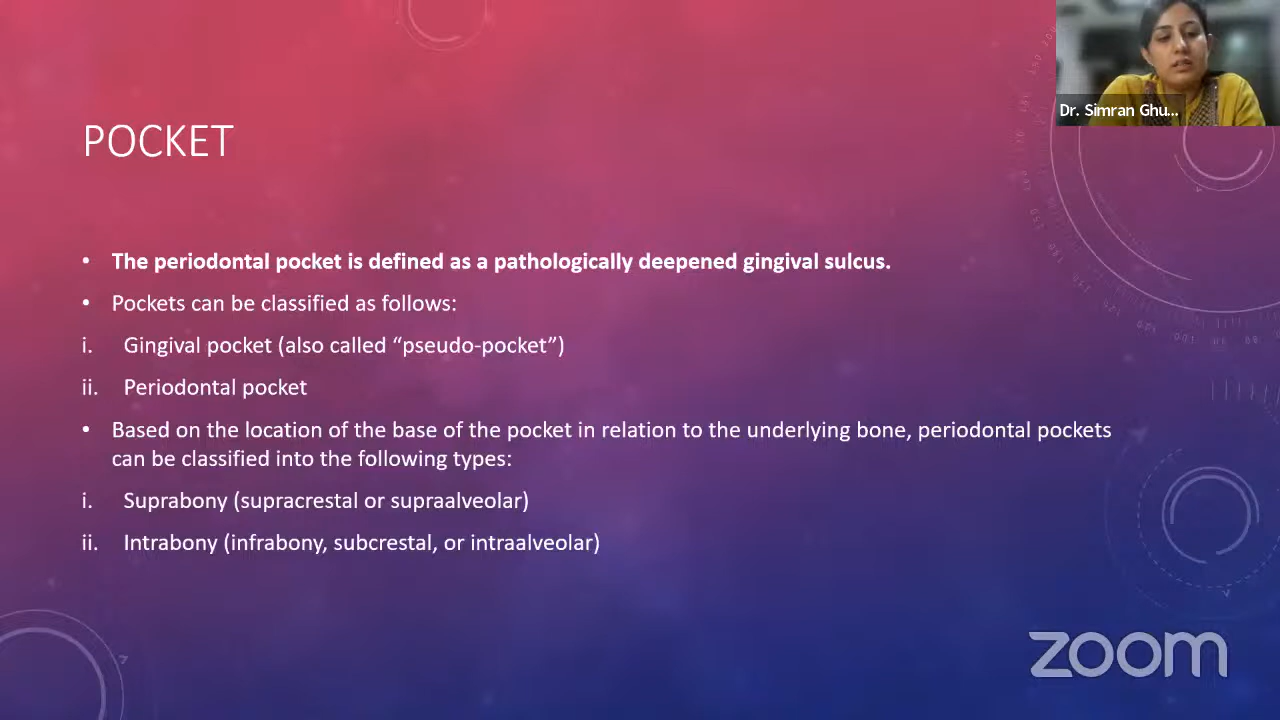 Dr. Simran Ghu...
POCKET
• The periodontal pocket is defined as a pathologically deepened gingival sulcus.
• Pockets can be classified as follows:
i. Gingival pocket (also called “pseudo-pocket”)
ii. Periodontal pocket
• Based on the location of the base of the pocket in relation to the underlying bone, periodontal pockets
can be classified into the following types:
i. Suprabony (supracrestal or supraalveolar)
ii. Intrabony (infrabony, subcrestal, or intraalveolar)
zoom